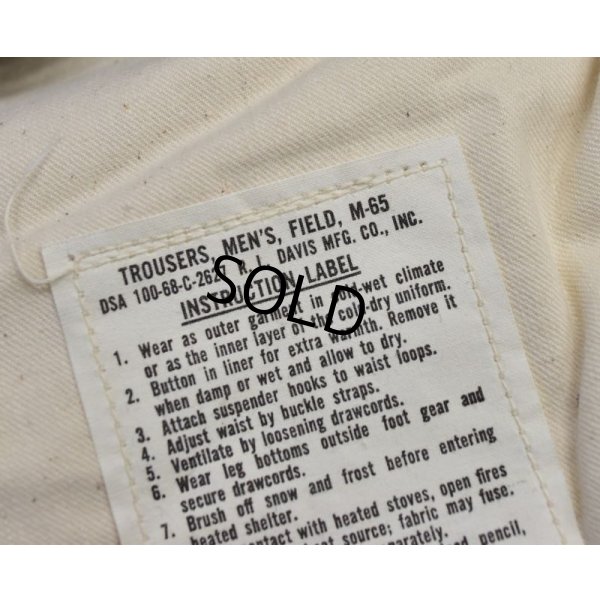 TROUSERS, MEN'S, FIELD, M-65
DSA 100-68-C- R. L. DAVIS MFG. CO., INC.
INSTRUCTION LABEL
1. Wear as outer garment in cold-wet climate
or as the inner layer of the cold-dry uniform.
2. Button in liner for extra warmth. Remove it
when damp or wet and allow to dry.
3. Attach suspender hooks to waist loops.
4. Adjust waist by buckle straps.
5. Ventilate by loosening drawcords.
6. Wear leg bottoms outside foot gear and
secure drawcords.
7. Brush off snow and frost before entering
heated shelter.
contact with heated stoves, open fires
source; fabric may fuse.
separately.
pencil,
SOLD